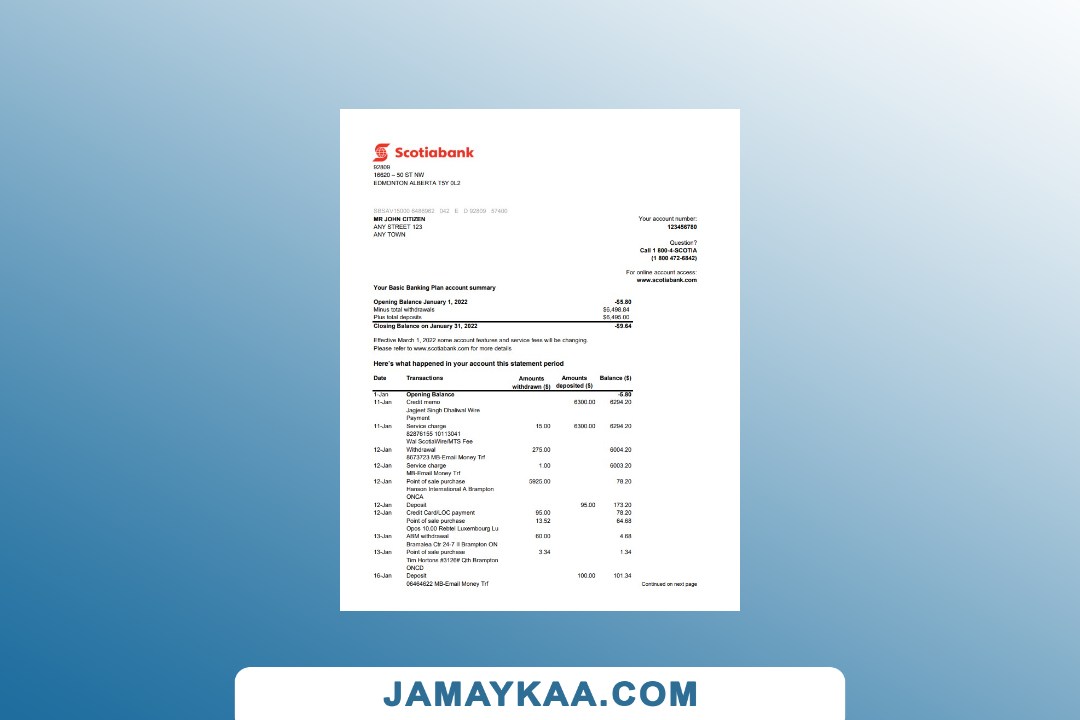 Scotiabank
92809
16620 – 50 ST NW
EDMONTON ALBERTA T5Y 0L2
MR JOHN CITIZEN
ANY STREET 123
ANY TOWN
Your account number:
123456780
Question?
Call 1 800-4-SCOTIA
(1 800 472-6842)
For online account access:
www.scotiabank.com
Your Basic Banking Plan account summary
Opening Balance January 1, 2022 -$5.80
Minus total withdrawals $6,498.84
Plus total deposits $6,495.00
Closing Balance on January 31, 2022 -$9.64
Effective March 1, 2022 some account features and service fees will be changing.
Please refer to www.scotiabank.com for more details
Here's what happened in your account this statement period
Date Transactions Amounts withdrawn ($) Amounts deposited ($) Balance ($)
1-Jan Opening Balance -5.80
11-Jan Credit memo 6300.00 6294.20
Jagjeet Singh Dhaliwal Wire
Payment
11-Jan Service charge 15.00 6300.00 6294.20
82876155 10113041
Wal ScotiaWire/MTS Fee
12-Jan Withdrawal 275.00 6004.20
8673723 MB-Email Money Trf
12-Jan Service charge 1.00 6003.20
MB-Email Money Trf
12-Jan Point of sale purchase 5925.00 78.20
Hanson International A Brampton
ONCA
12-Jan Deposit 95.00 173.20
12-Jan Credit Card/LOC payment 95.00 78.20
Point of sale purchase 13.52 64.68
Opos 10.00 Rebtel Luxembourg Lu
13-Jan ABM withdrawal 60.00 4.68
Bramalea Ctr 24-7 II Brampton ON
13-Jan Point of sale purchase 3.34 1.34
Tim Hortons #3126# Qth Brampton
ONCD
16-Jan Deposit 100.00 101.34
06464622 MB-Email Money Trf
Continued on next page
JAMAYKAA.COM